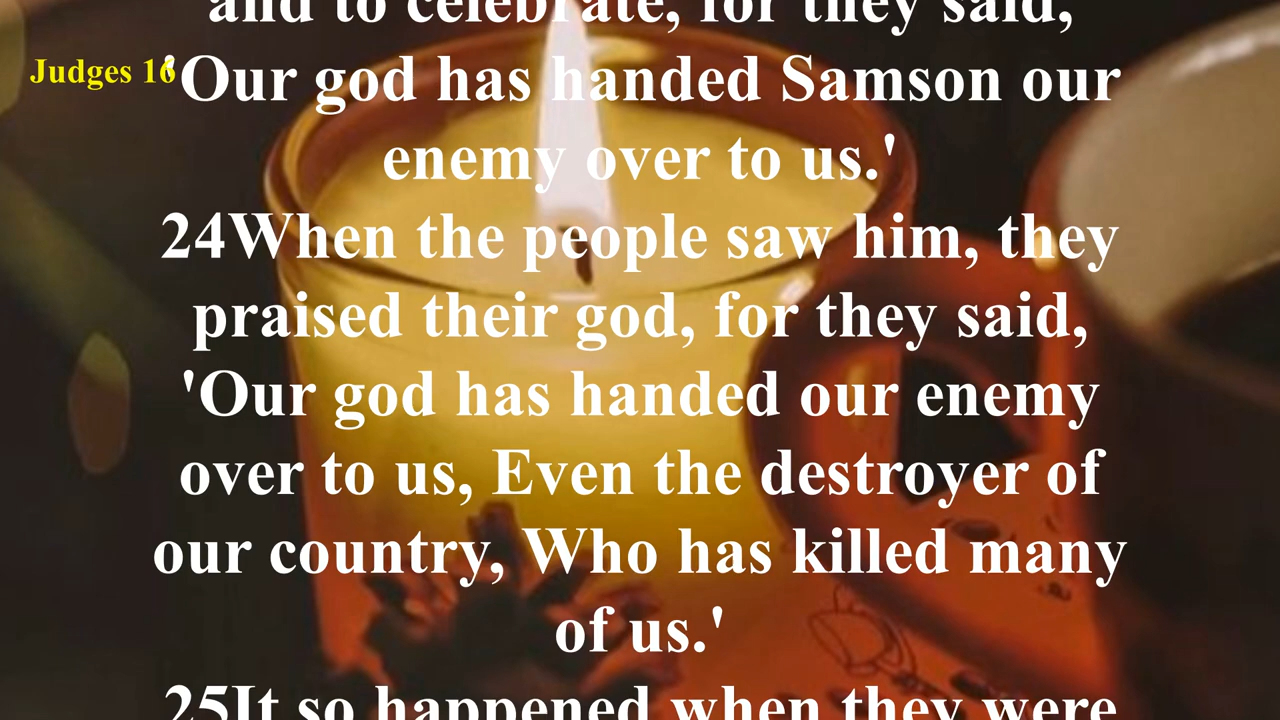 and to celebrate, for they said,
Judges 16
'Our god has handed Samson our
enemy over to us.'
24When the people saw him, they
praised their god, for they said,
'Our god has handed our enemy
over to us, Even the destroyer of
our country, Who has killed many
of us.'
25It so happened when they were